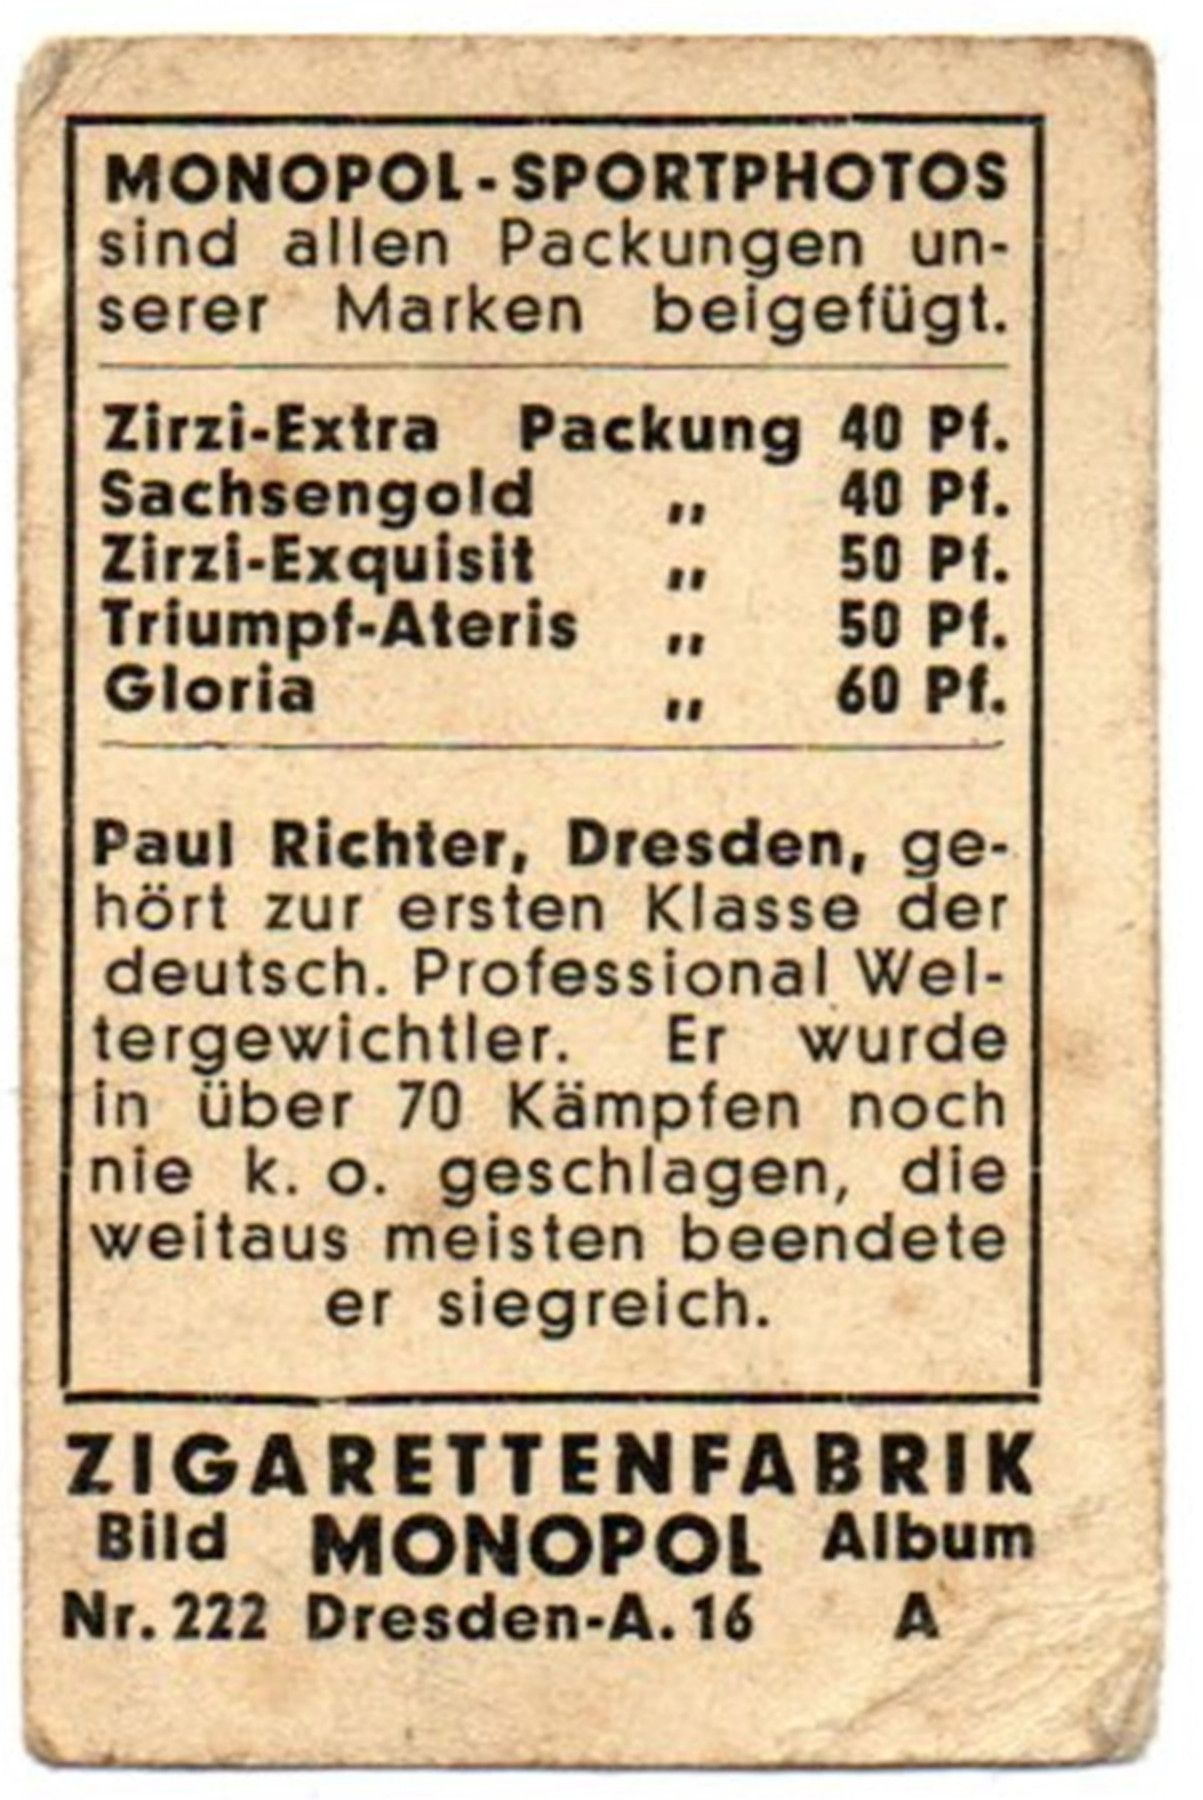 MONOPOL-SPORTPHOTOS
sind allen Packungen un-
serer Marken beigefügt.
Zirzi-Extra Packung 40 Pf.
Sachsengold „ 40 Pf.
Zirzi-Exquisit „ 50 Pf.
Triumpf-Ateris „ 50 Pf.
Gloria „ 60 Pf.
Paul Richter, Dresden, ge-
hört zur ersten Klasse der
deutsch. Professional Wel-
tergewichtler. Er wurde
in über 70 Kämpfen noch
nie k. o. geschlagen, die
weitaus meisten beendete
er siegreich.
ZIGARETTENFABRIK
Bild MONOPOL Album
Nr. 222 Dresden-A. 16 A